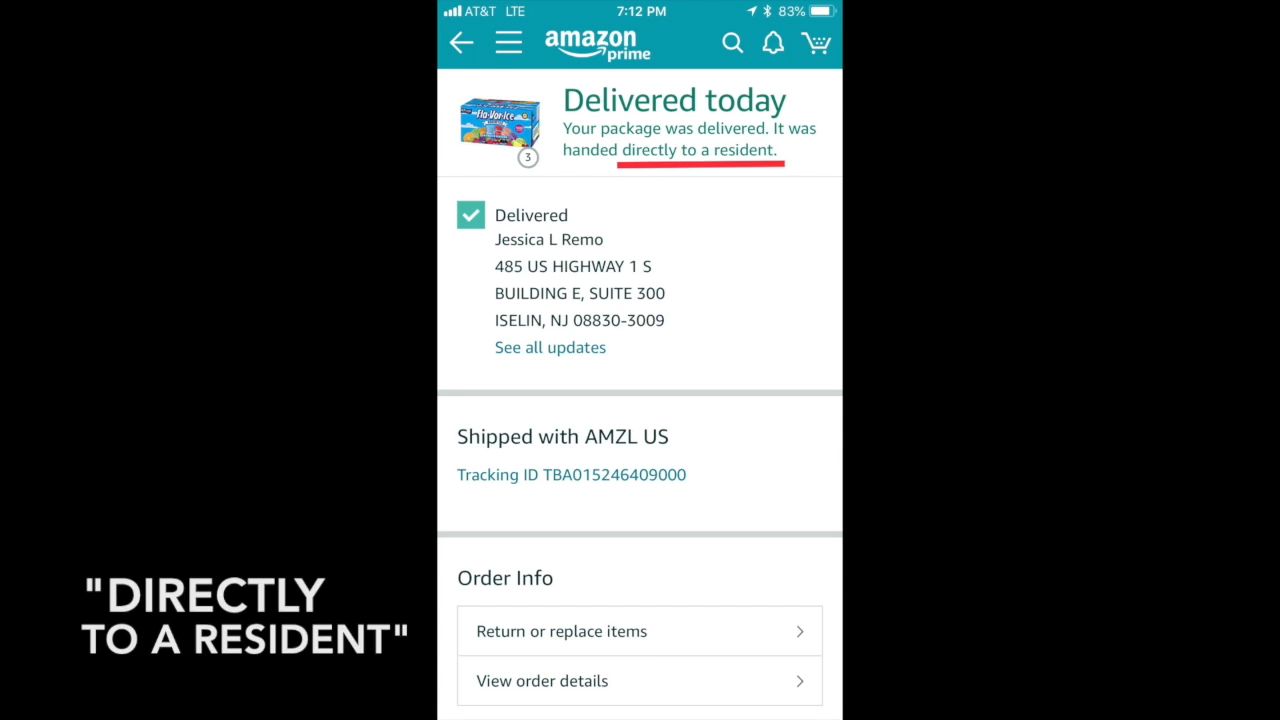 AT&T LTE 7:12 PM 83%
amazon
prime
Delivered today
Your package was delivered. It was
handed directly to a resident.
Fla-Vor-Ice
3
Delivered
Jessica L Remo
485 US HIGHWAY 1 S
BUILDING E, SUITE 300
ISELIN, NJ 08830-3009
See all updates
Shipped with AMZL US
Tracking ID TBA015246409000
Order Info
Return or replace items
View order details
"DIRECTLY
TO A RESIDENT"